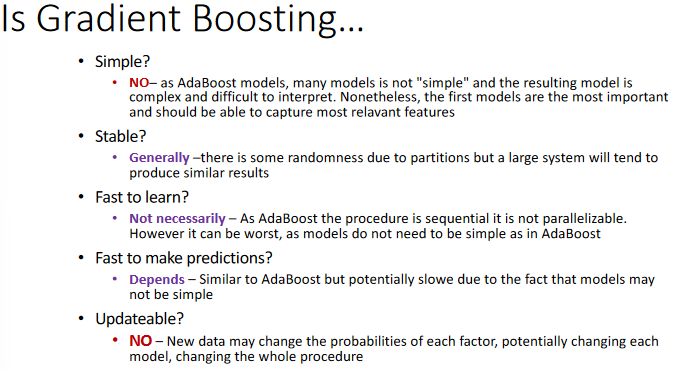 Is Gradient Boosting...
• Simple?
• NO– as AdaBoost models, many models is not "simple" and the resulting model is
complex and difficult to interpret. Nonetheless, the first models are the most important
and should be able to capture most relavant features
• Stable?
• Generally –there is some randomness due to partitions but a large system will tend to
produce similar results
• Fast to learn?
• Not necessarily – As AdaBoost the procedure is sequential it is not parallelizable.
However it can be worst, as models do not need to be simple as in AdaBoost
• Fast to make predictions?
• Depends – Similar to AdaBoost but potentially slowe due to the fact that models may
not be simple
• Updateable?
• NO – New data may change the probabilities of each factor, potentially changing each
model, changing the whole procedure